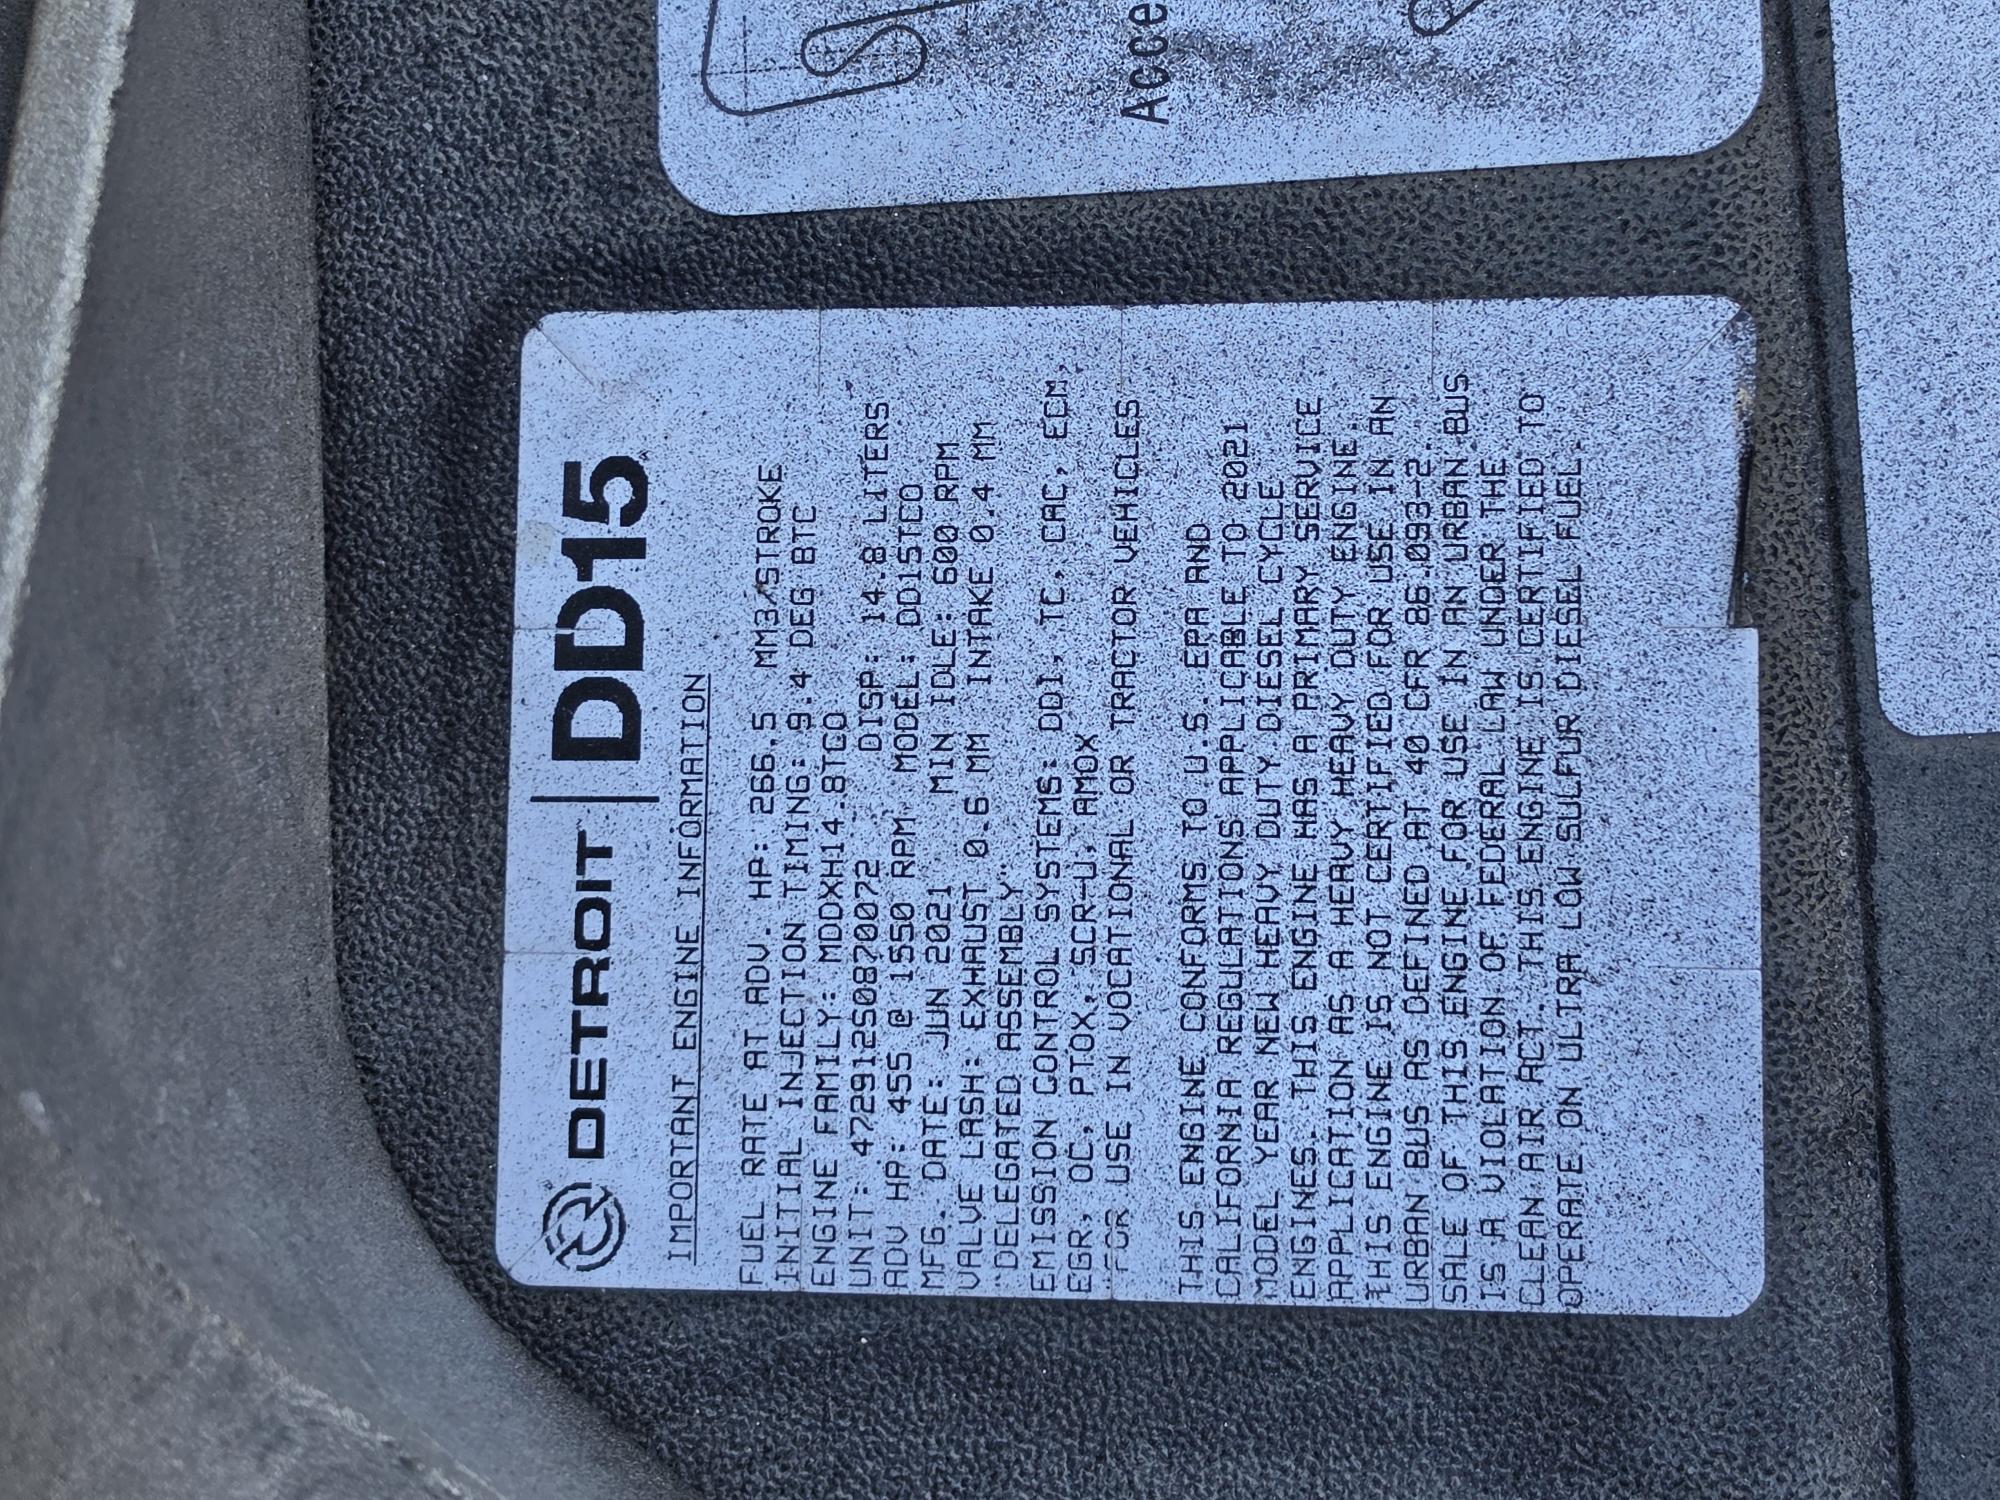 DETROIT | DD15
IMPORTANT ENGINE INFORMATION
FUEL RATE AT ADV. HP: 266.5 MM3/STROKE
INITIAL INJECTION TIMING: 9.4 DEG BTC
ENGINE FAMILY: MDDXH14.8TCO
UNIT: 472912S0870072 DISP: 14.8 LITERS
ADV HP: 455 @ 1550 RPM MODEL: DD15TCO
MFG. DATE: JUN 2021 MIN IDLE: 600 RPM
VALVE LASH: EXHAUST 0.6 MM INTAKE 0.4 MM
"DELEGATED ASSEMBLY"
EMISSION CONTROL SYSTEMS: DDI, TC, CAC, ECM,
EGR, OC, PTOX, SCR-U, AMOX
FOR USE IN VOCATIONAL OR TRACTOR VEHICLES
THIS ENGINE CONFORMS TO U.S. EPA AND
CALIFORNIA REGULATIONS APPLICABLE TO 2021
MODEL YEAR NEW HEAVY DUTY DIESEL CYCLE
ENGINES. THIS ENGINE HAS A PRIMARY SERVICE
APPLICATION AS A HEAVY HEAVY DUTY ENGINE.
THIS ENGINE IS NOT CERTIFIED FOR USE IN AN
URBAN BUS AS DEFINED AT 40 CFR 86.093-2.
SALE OF THIS ENGINE FOR USE IN AN URBAN BUS
IS A VIOLATION OF FEDERAL LAW UNDER THE
CLEAN AIR ACT. THIS ENGINE IS CERTIFIED TO
OPERATE ON ULTRA LOW SULFUR DIESEL FUEL.
Acce